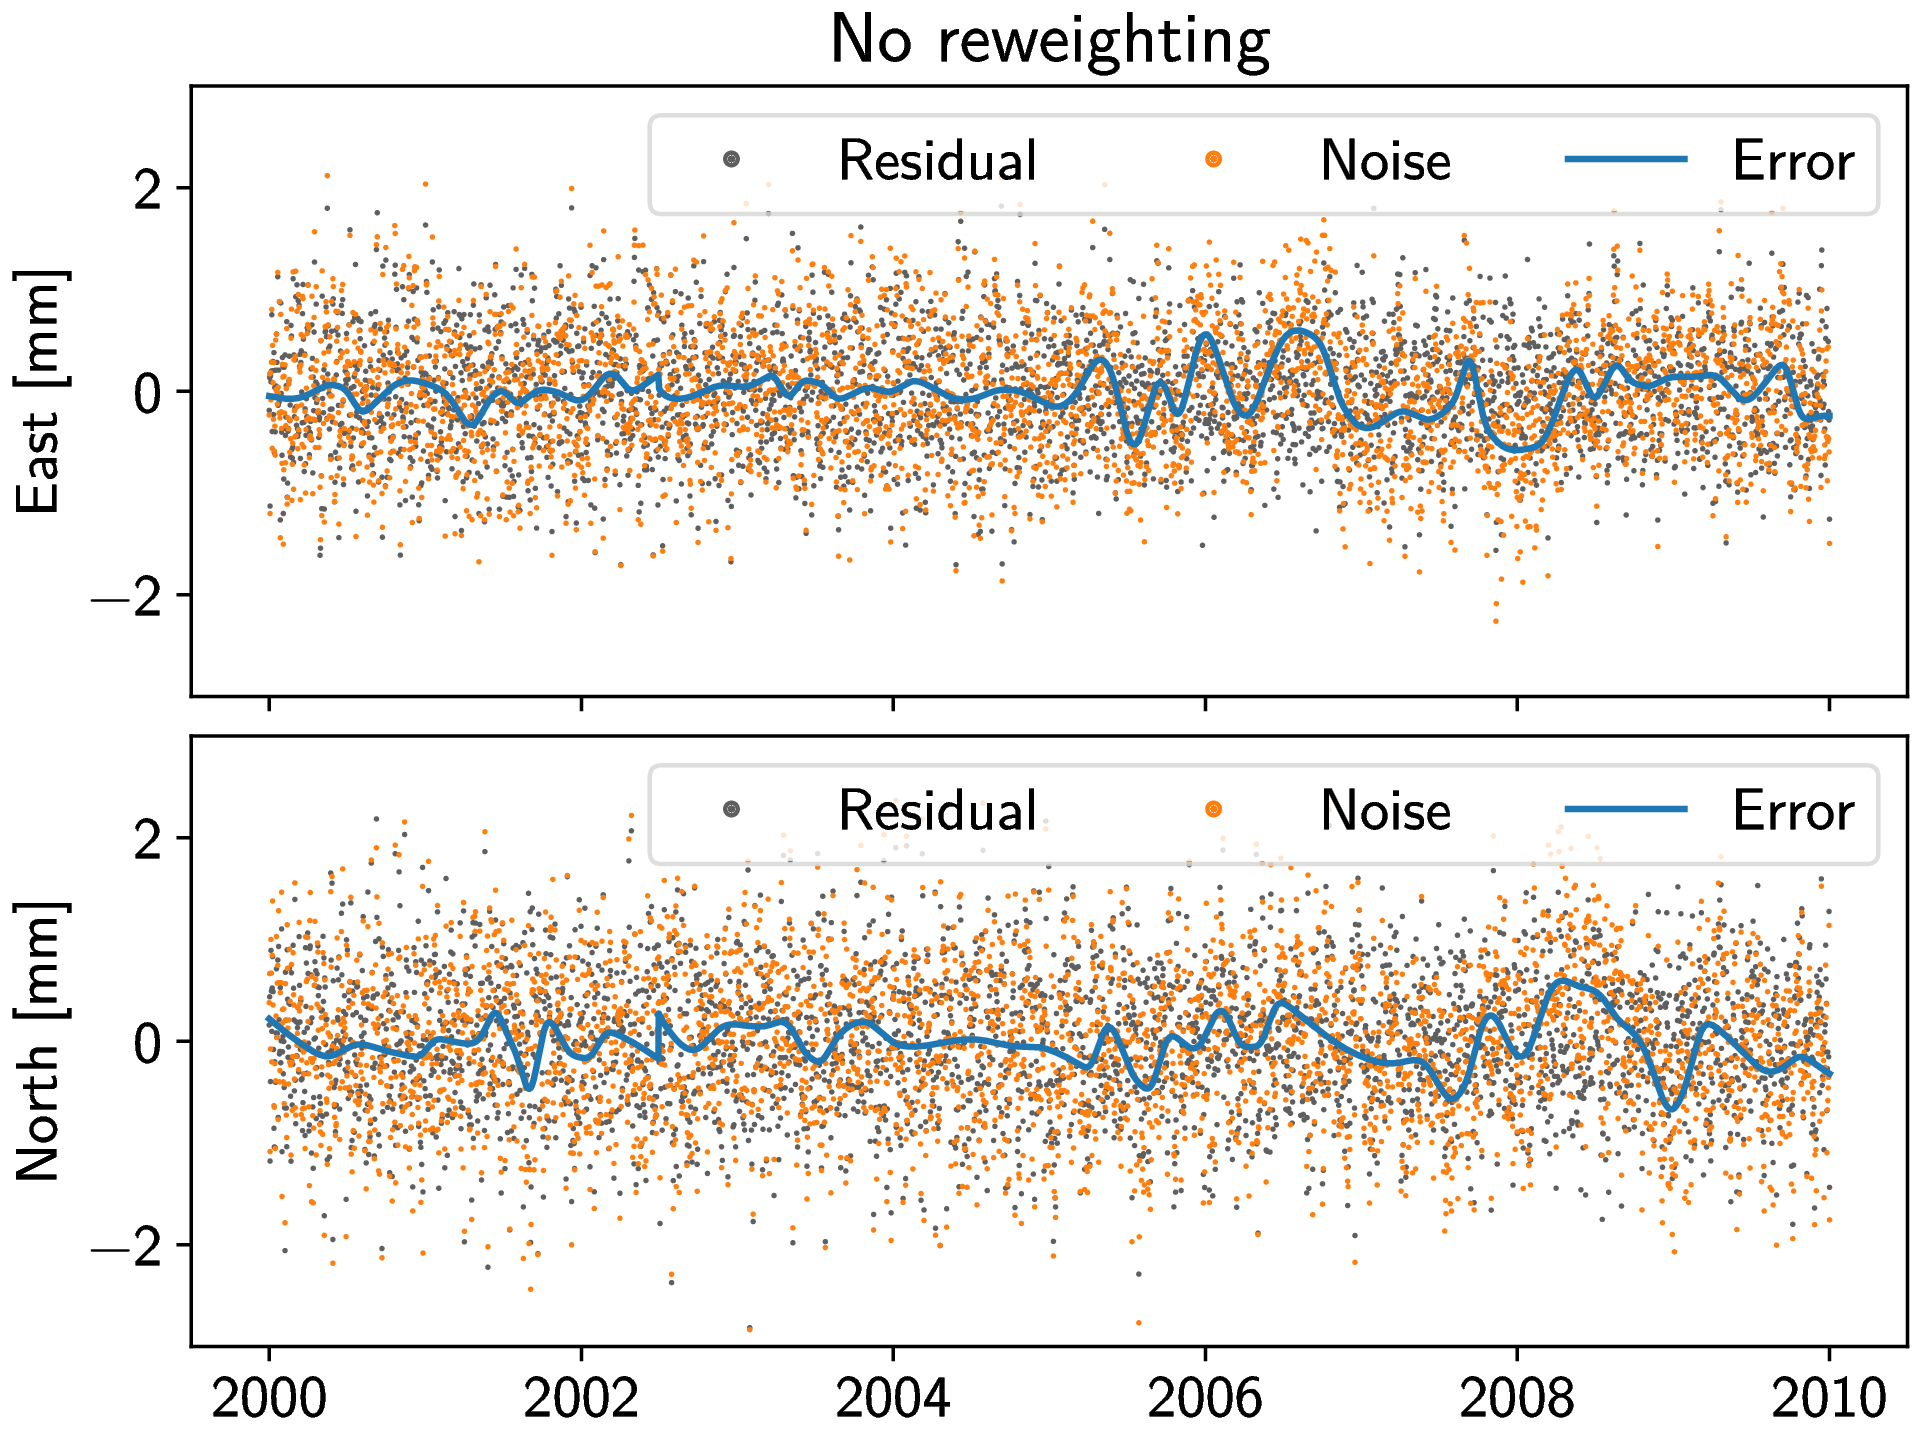 No reweighting
Residual Noise Error
2
0
−2
East [mm]
Residual Noise Error
2
0
−2
North [mm]
2000 2002 2004 2006 2008 2010